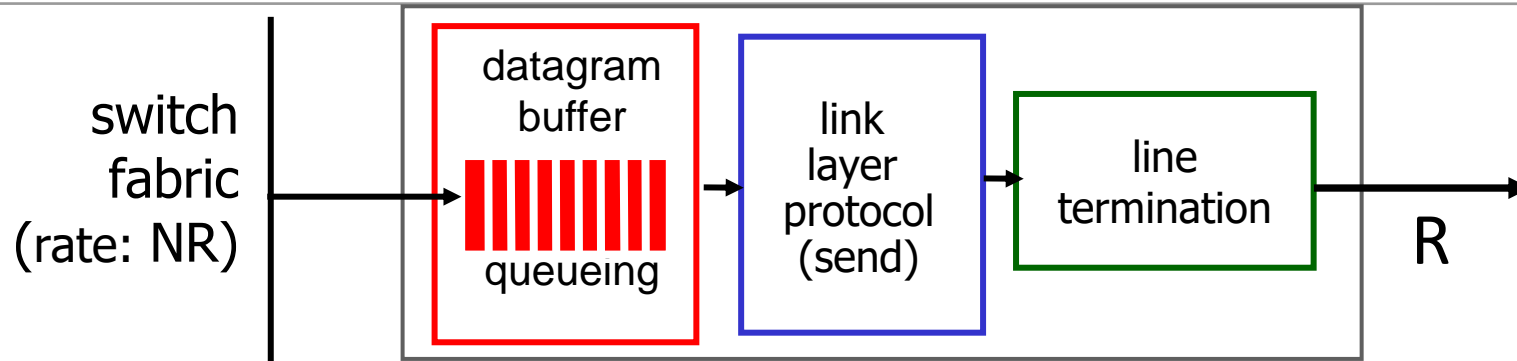 switch
fabric
(rate: NR)
datagram
buffer
queueing
link
layer
protocol
(send)
line
termination
R